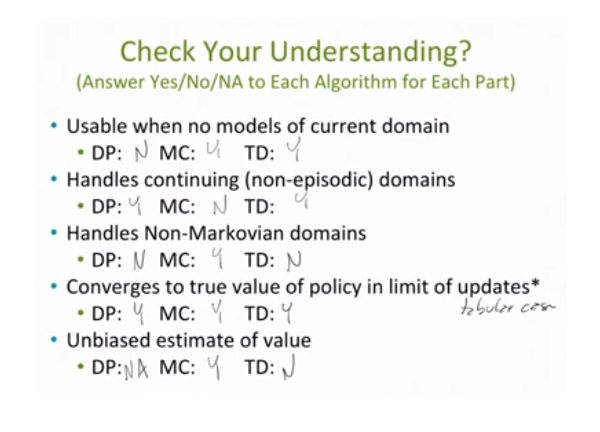 Check Your Understanding?
(Answer Yes/No/NA to Each Algorithm for Each Part)
• Usable when no models of current domain
• DP: N MC: Y TD: Y
• Handles continuing (non-episodic) domains
• DP: Y MC: N TD: Y
• Handles Non-Markovian domains
• DP: N MC: Y TD: N
• Converges to true value of policy in limit of updates*
• DP: Y MC: Y TD: Y tabular case
• Unbiased estimate of value
• DP: NA MC: Y TD: N